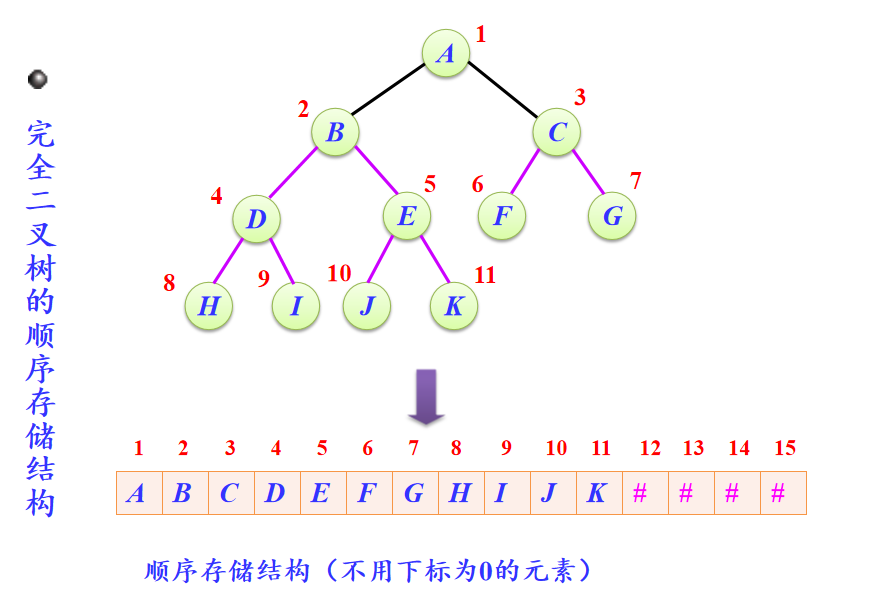 完全二叉树的顺序存储结构
A 1
2 B
3 C
4 D
5 E
6 F
7 G
8 H
9 I
10 J
11 K
1 2 3 4 5 6 7 8 9 10 11 12 13 14 15
A B C D E F G H I J K # # # #
顺序存储结构（不用下标为0的元素）